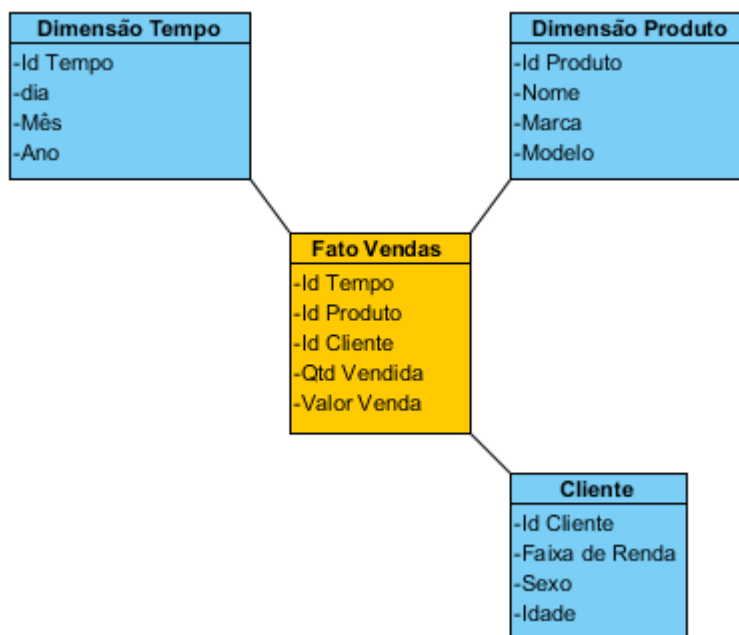 Dimensão Tempo
-Id Tempo
-dia
-Mês
-Ano
Dimensão Produto
-Id Produto
-Nome
-Marca
-Modelo
Fato Vendas
-Id Tempo
-Id Produto
-Id Cliente
-Qtd Vendida
-Valor Venda
Cliente
-Id Cliente
-Faixa de Renda
-Sexo
-Idade